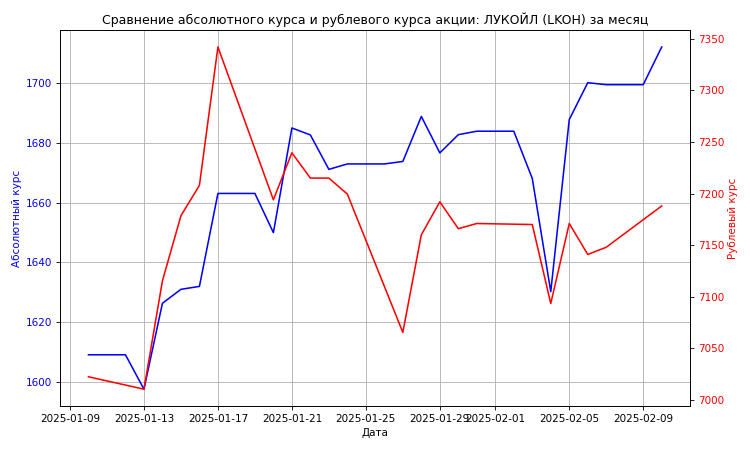 Сравнение абсолютного курса и рублевого курса акции: ЛУКОЙЛ (LKOH) за месяц
7350
1700
7300
1680
7250
1660
7200
1640
7150
1620
7100
7050
1600
7000
Абсолютный курс
Рублевый курс
2025-01-09 2025-01-13 2025-01-17 2025-01-21 2025-01-25 2025-01-29 2025-02-01 2025-02-05 2025-02-09
Дата